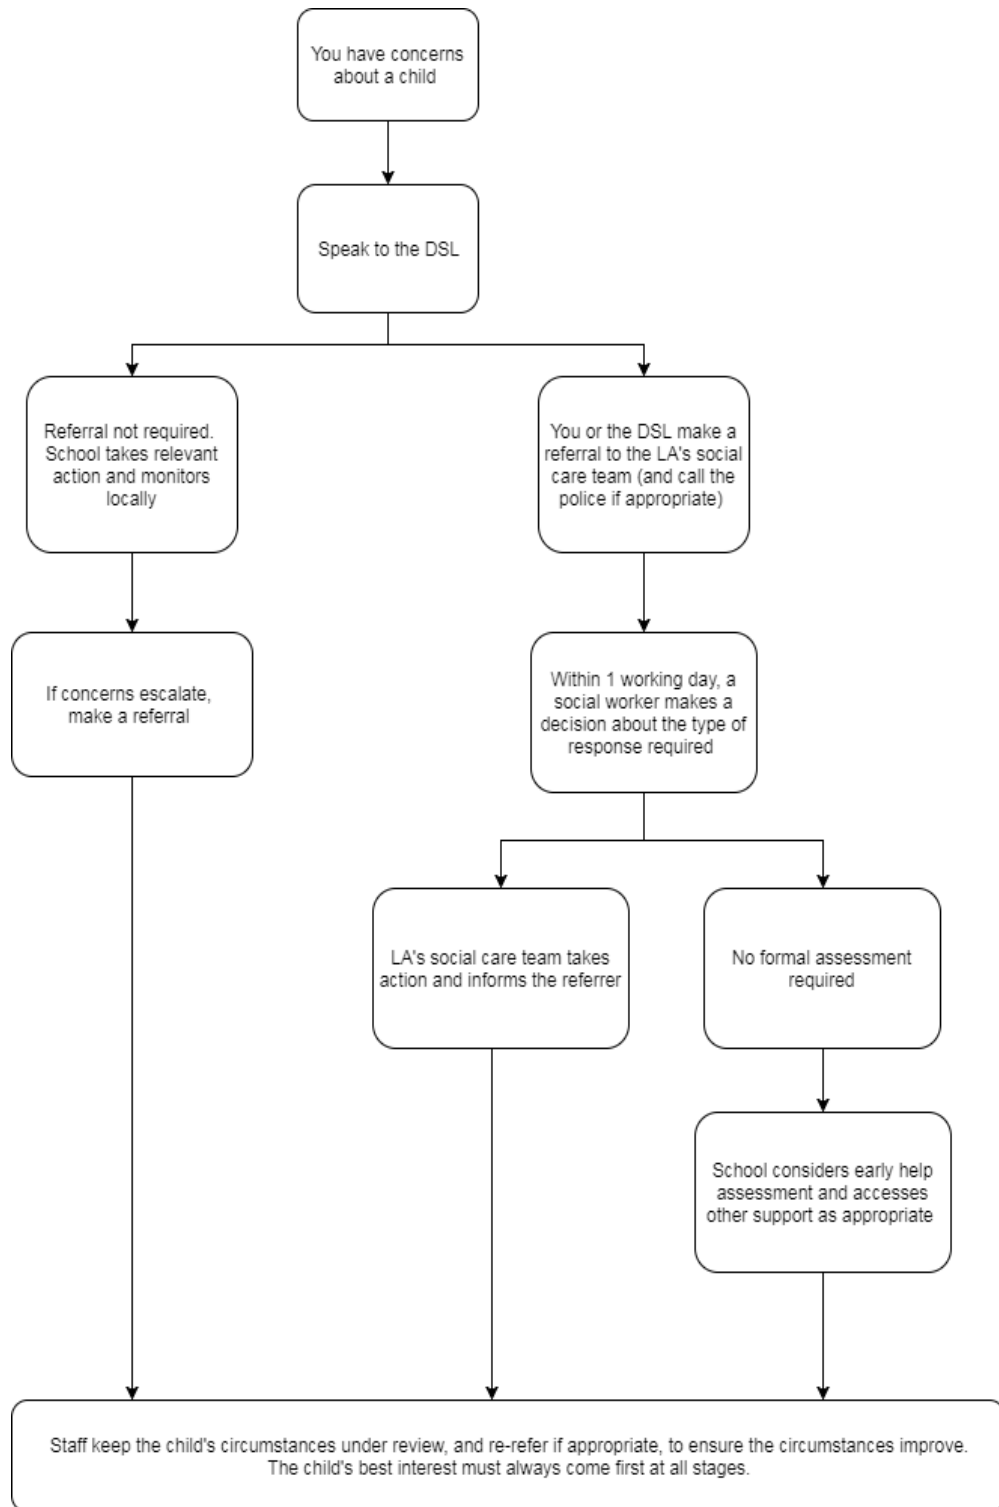 You have concerns
about a child
Speak to the DSL
Referral not required.
School takes relevant
action and monitors
locally
You or the DSL make a
referral to the LA's social
care team (and call the
police if appropriate)
If concerns escalate,
make a referral
Within 1 working day, a
social worker makes a
decision about the type of
response required
LA's social care team takes
action and informs the referrer
No formal assessment
required
School considers early help
assessment and accesses
other support as appropriate
Staff keep the child's circumstances under review, and re-refer if appropriate, to ensure the circumstances improve.
The child's best interest must always come first at all stages.